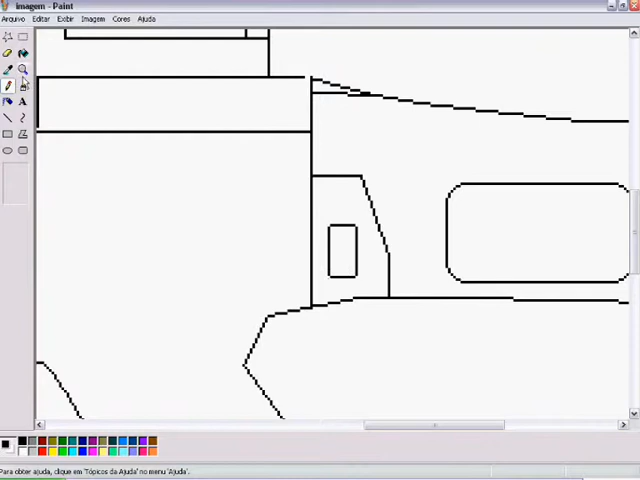 imagem - Paint
Arquivo Editar Exibir Imagem Cores Ajuda
A
Para obter ajuda, clique em 'Tópicos da Ajuda' no menu 'Ajuda'.